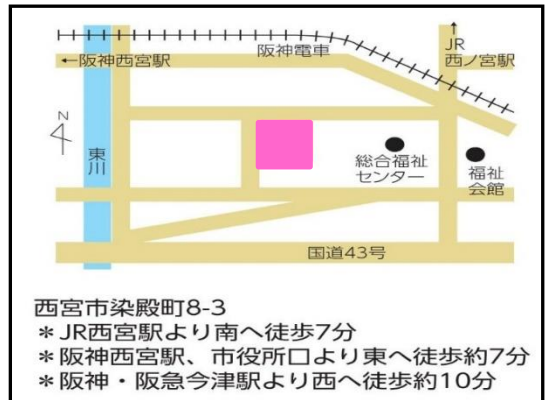 阪神電車
JR
西ノ宮駅
←阪神西宮駅
N
東川
総合福祉
センター
福祉
会館
国道43号
西宮市染殿町8-3
＊JR西宮駅より南へ徒歩7分
＊阪神西宮駅、市役所口より東へ徒歩約7分
＊阪神・阪急今津駅より西へ徒歩約10分